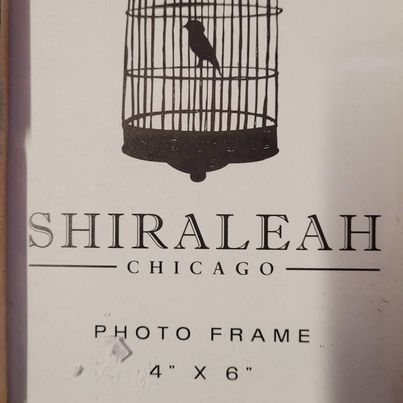 SHIRALEAH
CHICAGO
PHOTO FRAME
4" X 6"